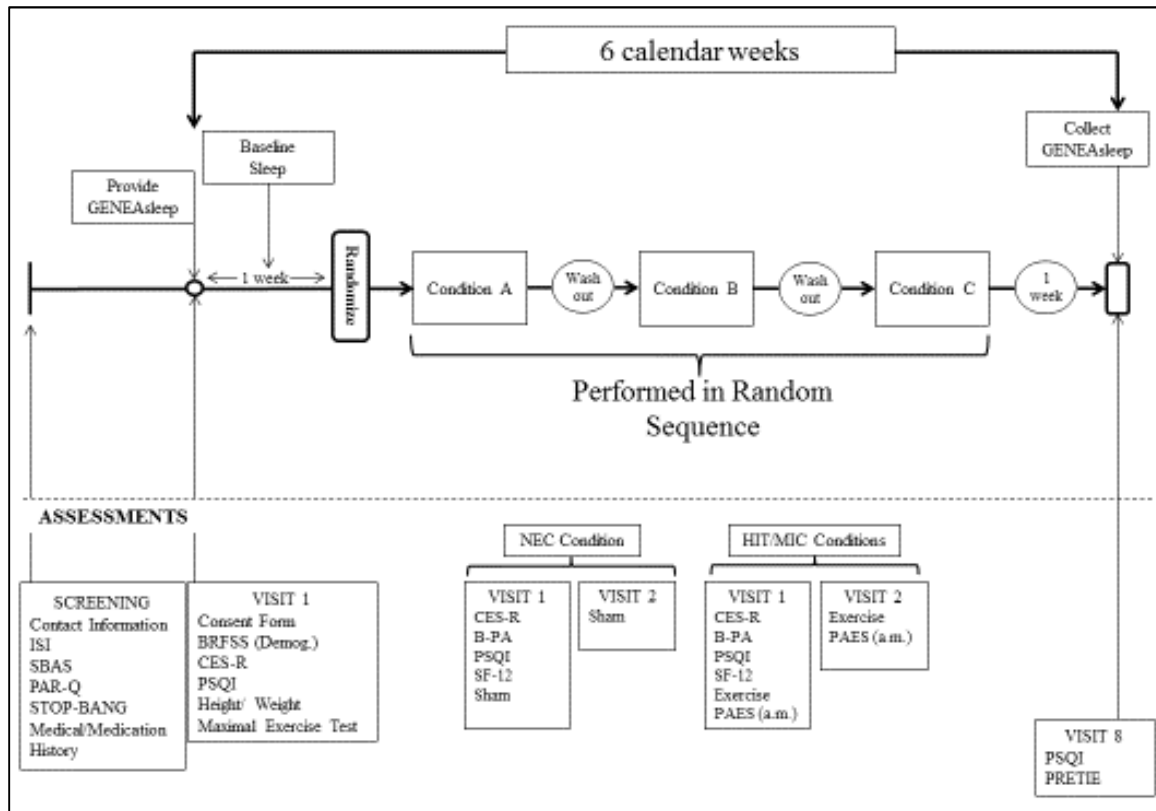 6 calendar weeks
Collect
GENEAsleep
Baseline
Sleep
Provide
GENEAsleep
1 week
Randomize
Condition A
Wash
out
Condition B
Wash
out
Condition C
1
week
Performed in Random
Sequence
ASSESSMENTS
SCREENING
Contact Information
ISI
SBAS
PAR-Q
STOP-BANG
Medical/Medication
History
VISIT 1
Consent Form
BRFSS (Demog.)
CES-R
PSQI
Height/ Weight
Maximal Exercise Test
NEC Condition
VISIT 1
CES-R
B-PA
PSQI
SF-12
Sham
VISIT 2
Sham
HIT/MIC Conditions
VISIT 1
CES-R
B-PA
PSQI
SF-12
Exercise
PAES (a.m.)
VISIT 2
Exercise
PAES (a.m.)
VISIT 8
PSQI
PRETIE